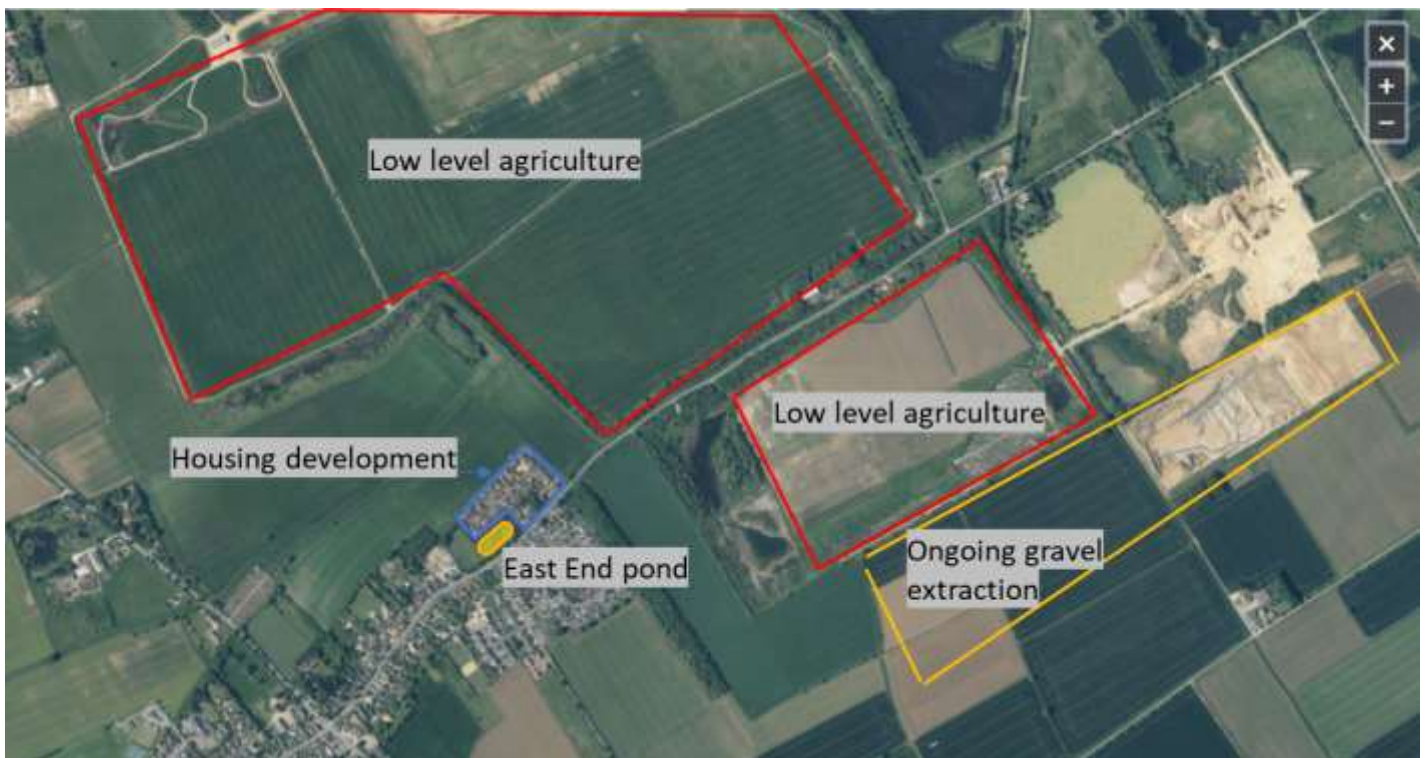 Low level agriculture
Low level agriculture
Housing development
East End pond
Ongoing gravel
extraction